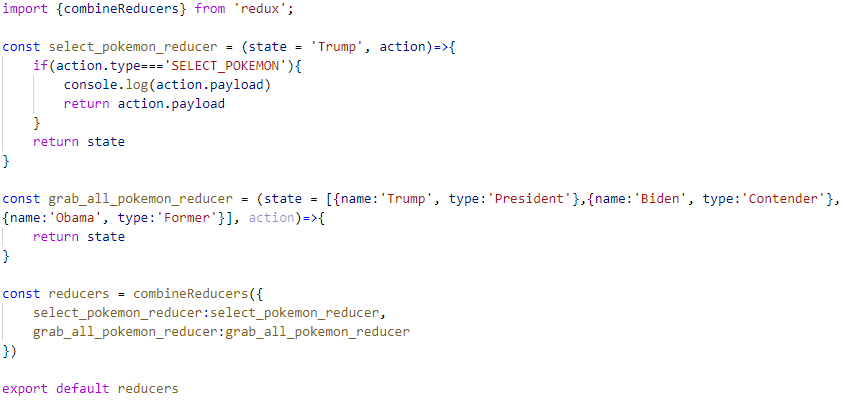 import {combineReducers} from 'redux';
const select_pokemon_reducer = (state = 'Trump', action)=>{
if(action.type==='SELECT_POKEMON'){
console.log(action.payload)
return action.payload
}
return state
}
const grab_all_pokemon_reducer = (state = [{name:'Trump', type:'President'},{name:'Biden', type:'Contender'},
{name:'Obama', type:'Former'}], action)=>{
return state
}
const reducers = combineReducers({
select_pokemon_reducer:select_pokemon_reducer,
grab_all_pokemon_reducer:grab_all_pokemon_reducer
})
export default reducers